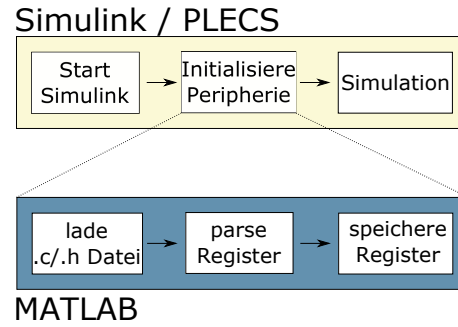 Simulink / PLECS
Start
Simulink
Initialisiere
Peripherie
Simulation
lade
.c/.h Datei
parse
Register
speichere
Register
MATLAB